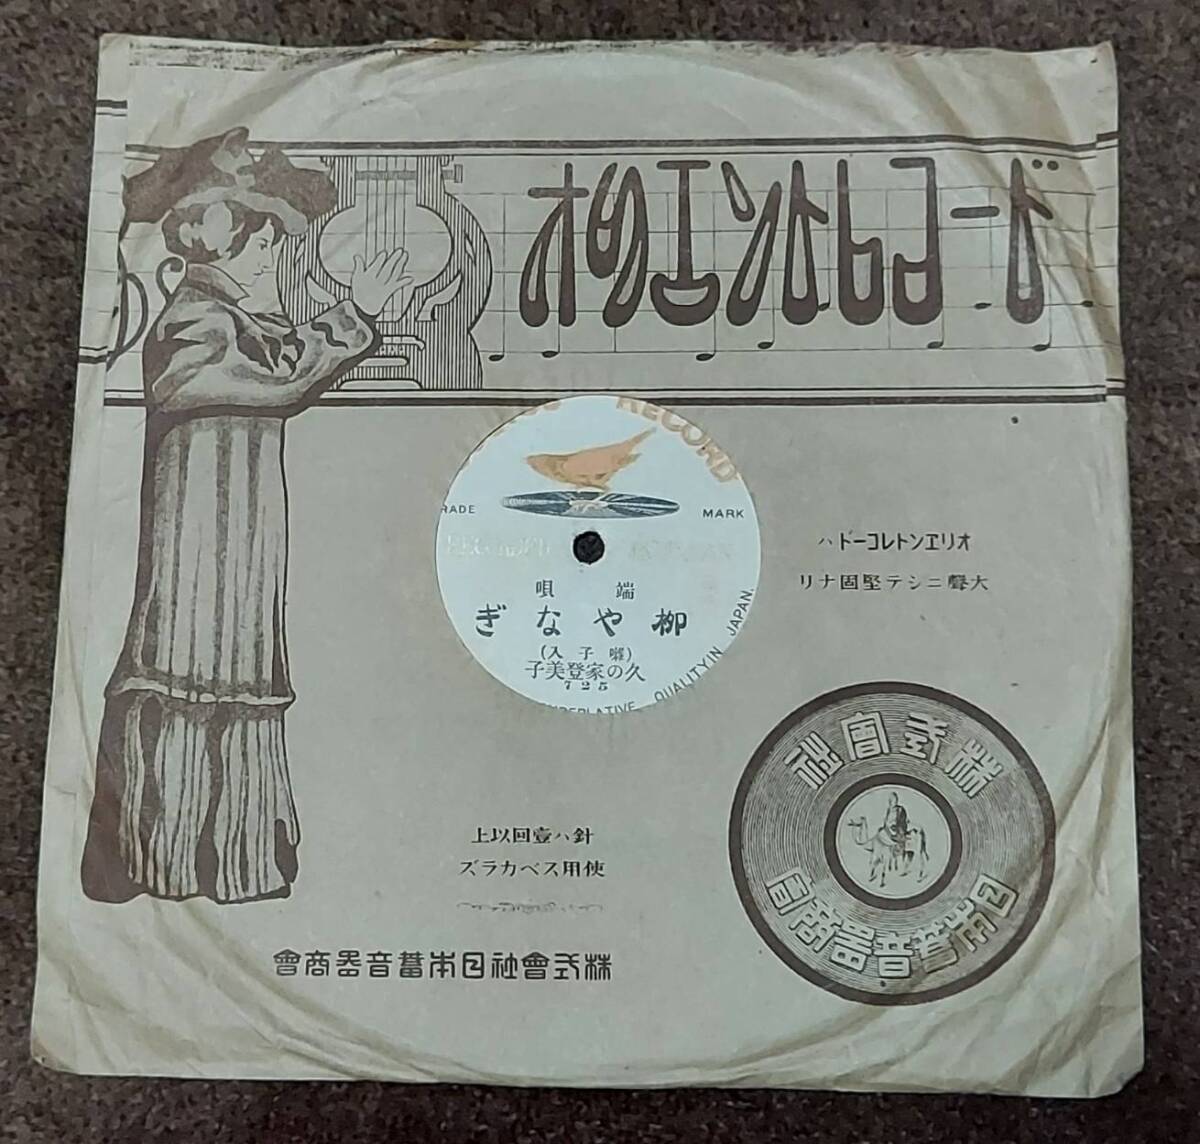 オリエントレコード
RECORD
RADE MARK
RECORDED
端唄
柳やなぎ
(囃子入)
久の家登美子
725
QUALITY IN JAPAN.
オリヱントレコードハ
大聲ニシテ堅固ナリ
針ハ壹回以上
使用スベカラズ
株式會社日本蓄音器商會
株式會社
日本蓄音器商會